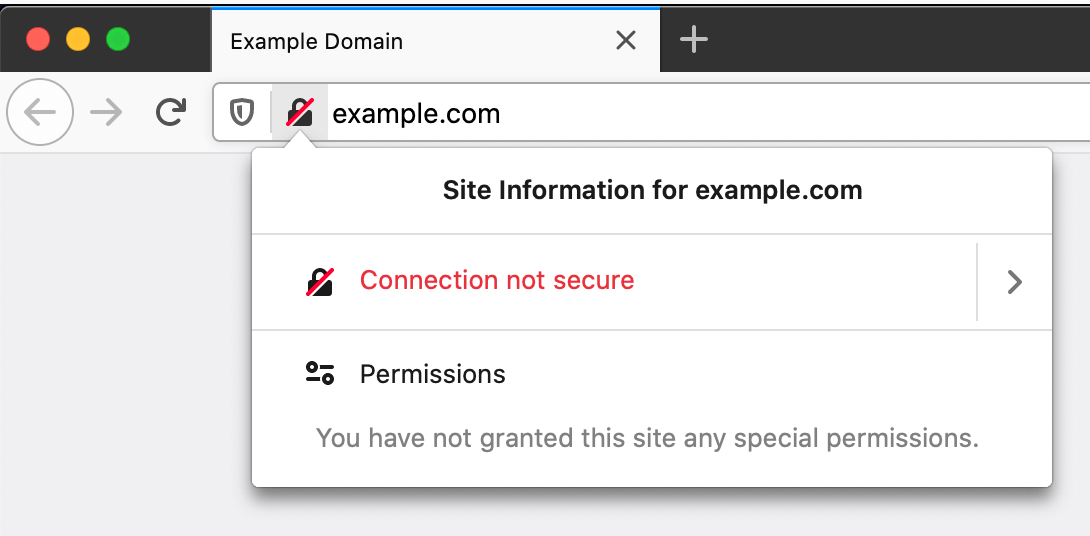 Example Domain
example.com
Site Information for example.com
Connection not secure
Permissions
You have not granted this site any special permissions.